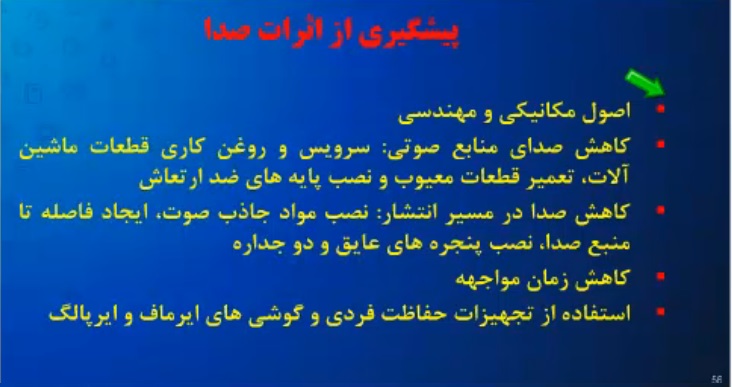 پیشگیری از اثرات صدا
اصول مکانیکی و مهندسی
کاهش صدای منابع صوتی: سرویس و روغن کاری قطعات ماشین
آلات، تعمیر قطعات معیوب و نصب پایه های ضد ارتعاش
کاهش صدا در مسیر انتشار: نصب مواد جاذب صوت، ایجاد فاصله تا
منبع صدا، نصب پنجره های عایق و دو جداره
کاهش زمان مواجهه
استفاده از تجهیزات حفاظت فردی و گوشی های ایرماف و ایرپالگ
56